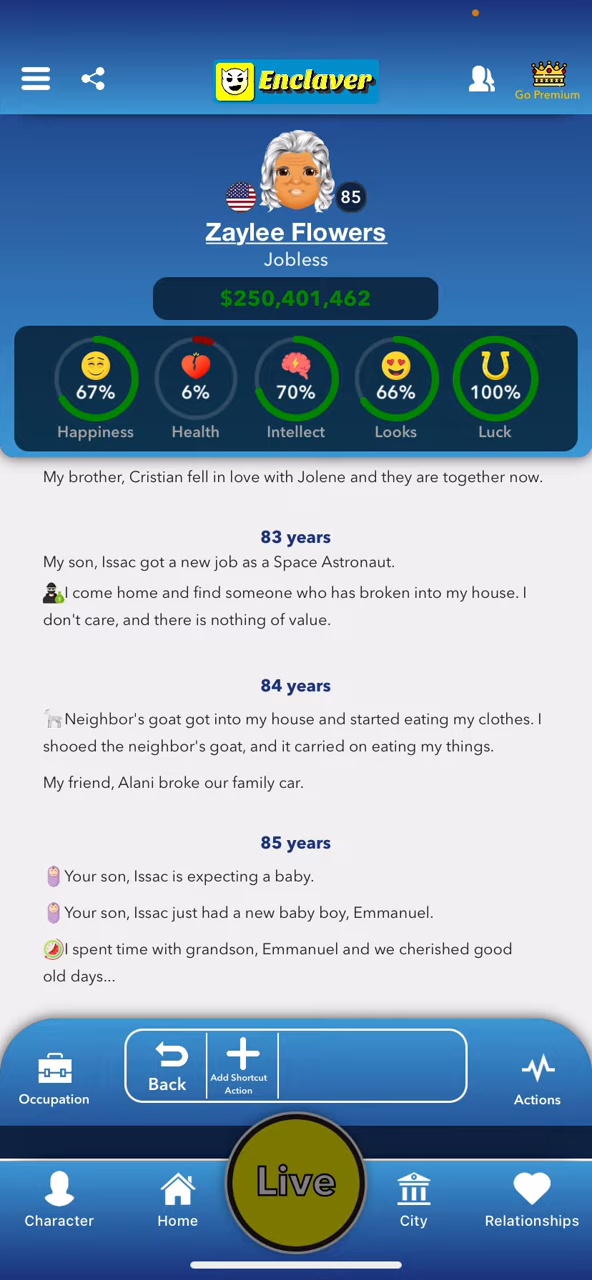 Enclaver
Go Premium
85
Zaylee Flowers
Jobless
$250,401,462
67% 6% 70% 66% 100%
Happiness Health Intellect Looks Luck
My brother, Cristian fell in love with Jolene and they are together now.
83 years
My son, Issac got a new job as a Space Astronaut.
I come home and find someone who has broken into my house. I
don't care, and there is nothing of value.
84 years
Neighbor's goat got into my house and started eating my clothes. I
shooed the neighbor's goat, and it carried on eating my things.
My friend, Alani broke our family car.
85 years
Your son, Issac is expecting a baby.
Your son, Issac just had a new baby boy, Emmanuel.
I spent time with grandson, Emmanuel and we cherished good
old days...
Occupation
Back
Add Shortcut
Action
Actions
Live
Character
Home
City
Relationships